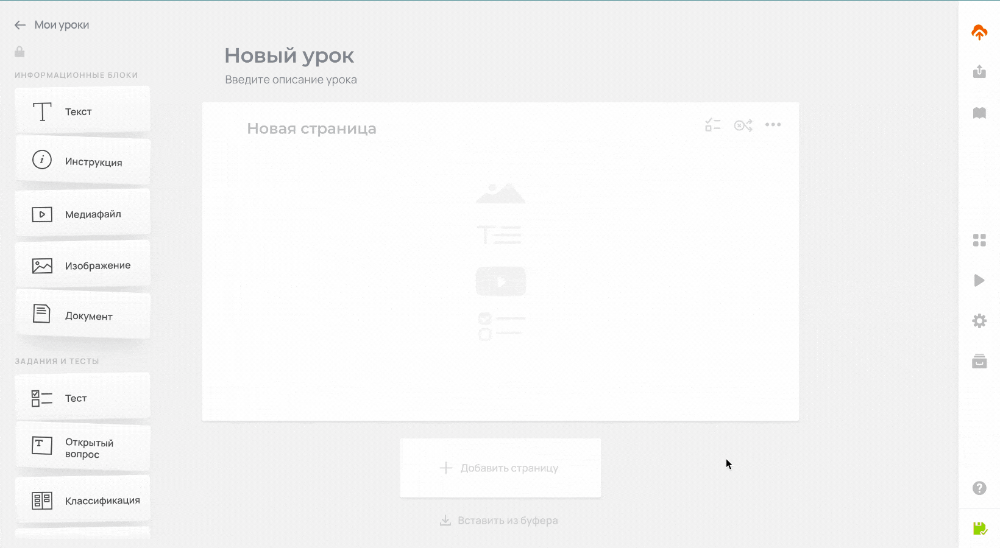 Мои уроки
ИНФОРМАЦИОННЫЕ БЛОКИ
Текст
Инструкция
Медиафайл
Изображение
Документ
ЗАДАНИЯ И ТЕСТЫ
Тест
Открытый
вопрос
Классификация
Новый урок
Введите описание урока
Новая страница
Добавить страницу
Вставить из буфера